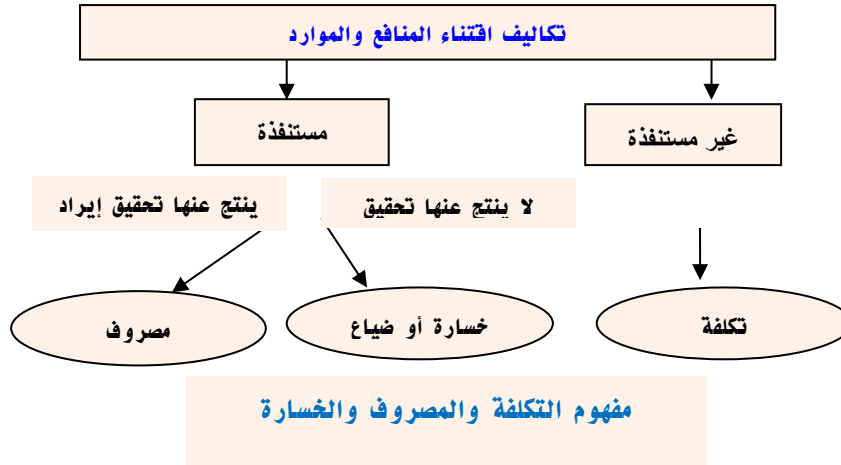 تكاليف اقتناء المنافع والموارد
غير مستنفذة
مستنفذة
لا ينتج عنها تحقيق
ينتج عنها تحقيق إيراد
تكلفة
خسارة أو ضياع
مصروف
مفهوم التكلفة والمصروف والخسارة